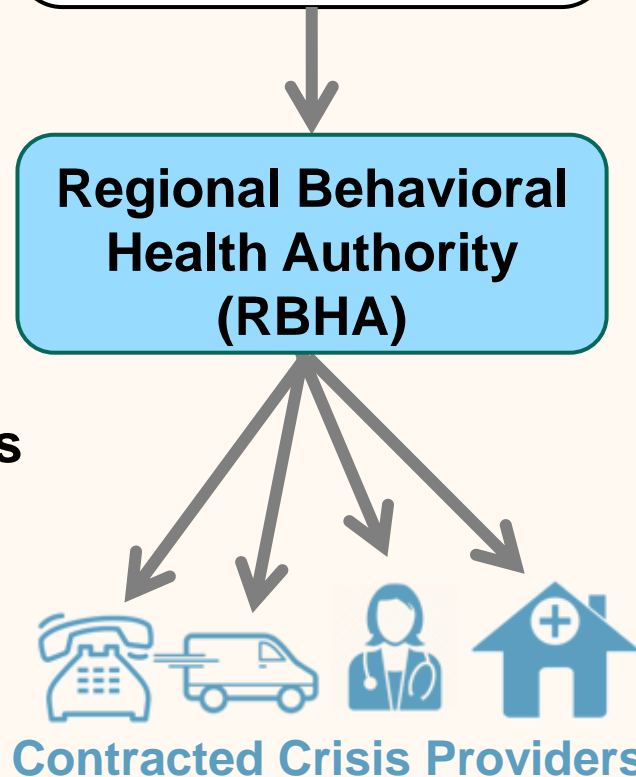 Regional Behavioral
Health Authority
(RBHA)
s
Contracted Crisis Providers